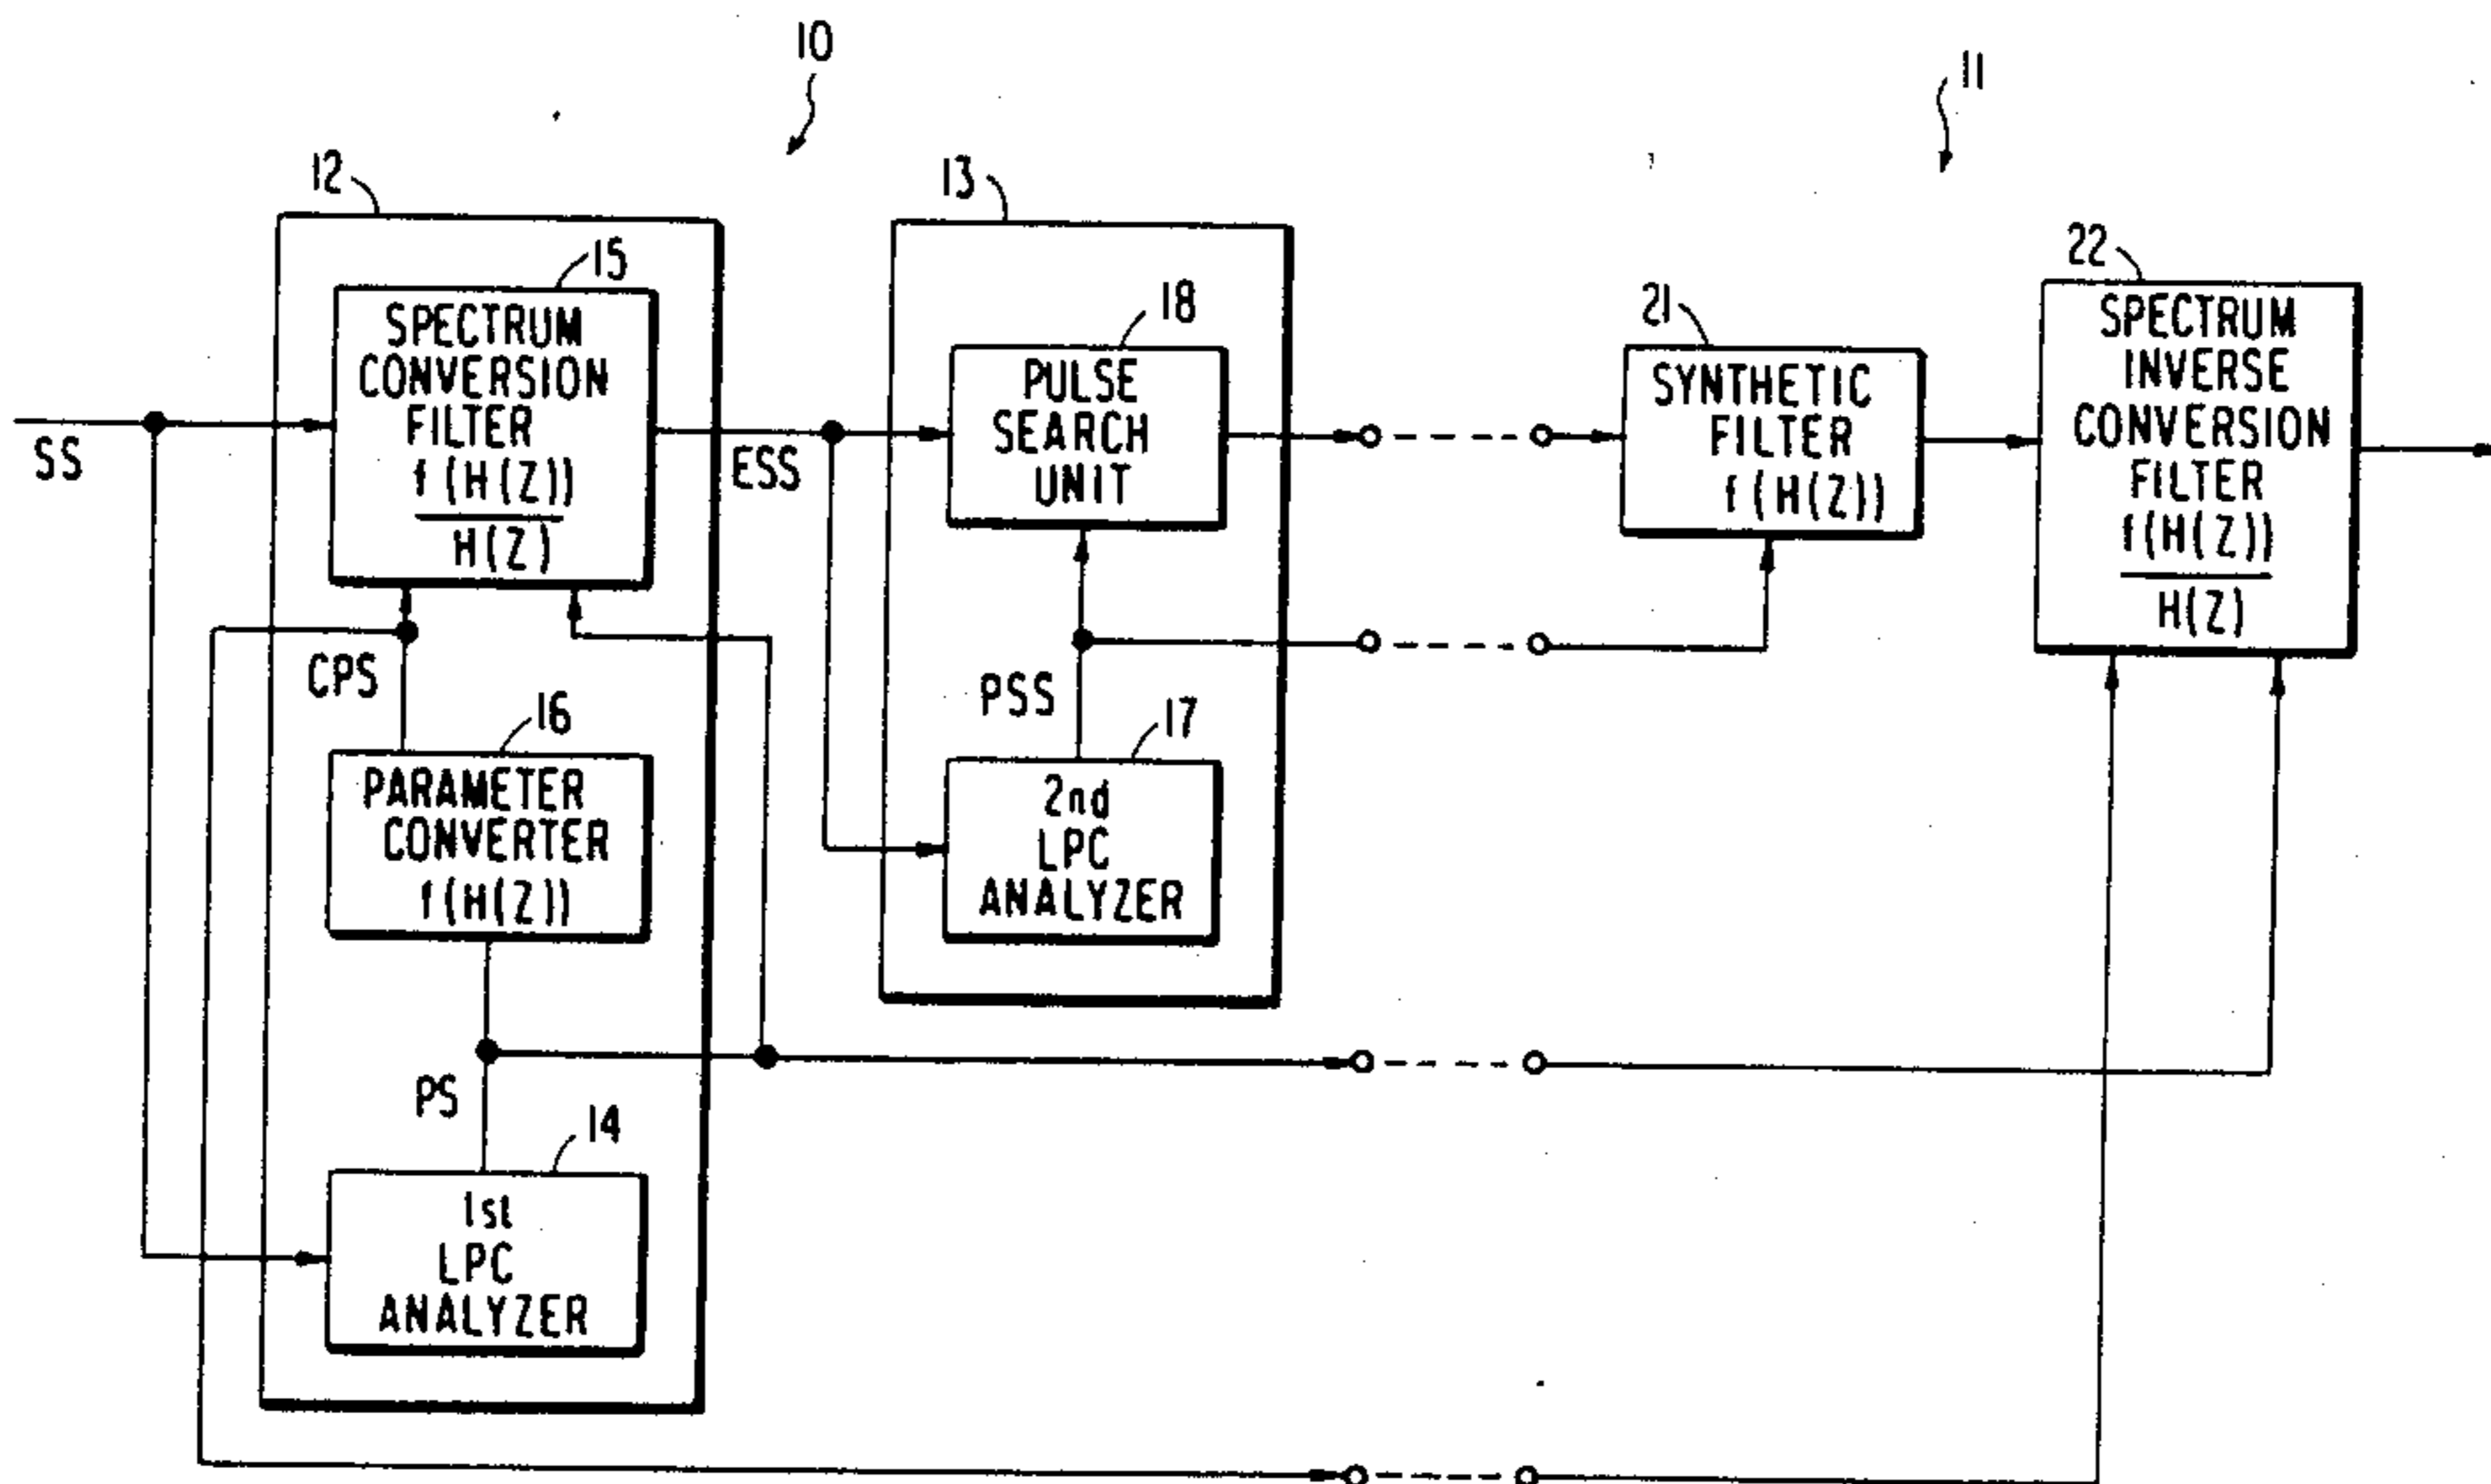 10
11
12
13
15
SPECTRUM
CONVERSION
FILTER
f(H(Z))
H(Z)
18
PULSE
SEARCH
UNIT
21
SYNTHETIC
FILTER
f(H(Z))
22
SPECTRUM
INVERSE
CONVERSION
FILTER
f(H(Z))
H(Z)
SS
ESS
CPS
PSS
16
PARAMETER
CONVERTER
f(H(Z))
17
2nd
LPC
ANALYZER
PS
14
1st
LPC
ANALYZER